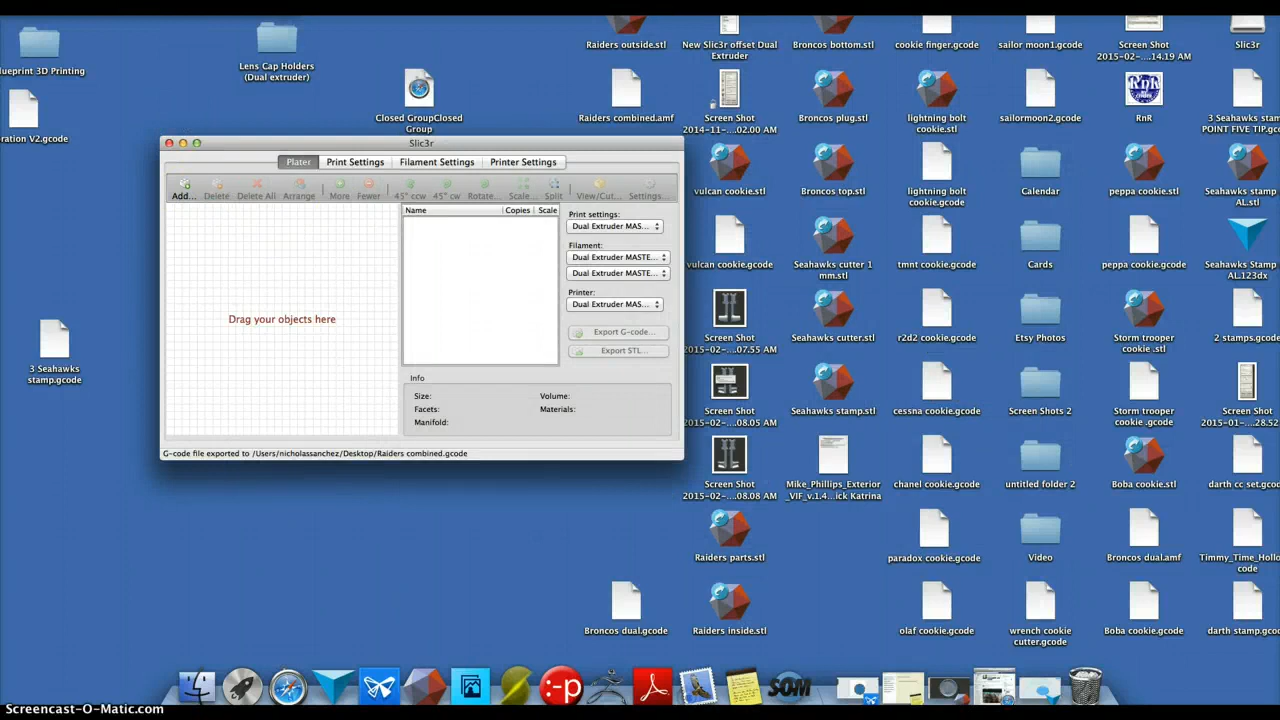 Raiders outside.stl
New Slic3r offset Dual
Extruder
Broncos bottom.stl
cookie finger.gcode
sailor moon1.gcode
Screen Shot
2015-02-....14.19 AM
Slic3r
ueprint 3D Printing
Lens Cap Holders
(Dual extruder)
Closed GroupClosed
Group
Raiders combined.amf
Screen Shot
2014-11-....02.00 AM
Broncos plug.stl
lightning bolt
cookie.stl
sailormoon2.gcode
RnR
3 Seahawks stam
POINT FIVE TIP.gcod
ration V2.gcode
Slic3r
Plater
Print Settings
Filament Settings
Printer Settings
Add...
Delete
Delete All
Arrange
More
Fewer
45° ccw
45° cw
Rotate...
Scale...
Split
View/Cut...
Settings...
Name
Copies
Scale
Drag your objects here
Print settings:
Dual Extruder MAS...
Filament:
Dual Extruder MASTE...
Dual Extruder MASTE...
Printer:
Dual Extruder MAS...
Export G-code...
Export STL...
Info
Size:
Volume:
Facets:
Materials:
Manifold:
G-code file exported to /Users/nicholassanchez/Desktop/Raiders combined.gcode
vulcan cookie.stl
Broncos top.stl
lightning bolt
cookie.gcode
Calendar
peppa cookie.stl
Seahawks stamp
AL.stl
vulcan cookie.gcode
Seahawks cutter 1
mm.stl
tmnt cookie.gcode
Cards
peppa cookie.gcode
Seahawks Stamp
AL.123dx
3 Seahawks
stamp.gcode
Screen Shot
2015-02-....07.55 AM
Seahawks cutter.stl
r2d2 cookie.gcode
Etsy Photos
Storm trooper
cookie .stl
2 stamps.gcode
Screen Shot
2015-02-....08.05 AM
Seahawks stamp.stl
cessna cookie.gcode
Screen Shots 2
Storm trooper
cookie .gcode
Screen Shot
2015-01-....28.52
Screen Shot
2015-02-....08.08 AM
Mike_Phillips_Exterior
_VIF_v.1.4...ick Katrina
chanel cookie.gcode
untitled folder 2
Boba cookie.stl
darth cc set.gcode
Raiders parts.stl
paradox cookie.gcode
Video
Broncos dual.amf
Timmy_Time_Hollo
code
Broncos dual.gcode
Raiders inside.stl
olaf cookie.gcode
wrench cookie
cutter.gcode
Boba cookie.gcode
darth stamp.gcode
:-p
SOM
Screencast-O-Matic.com